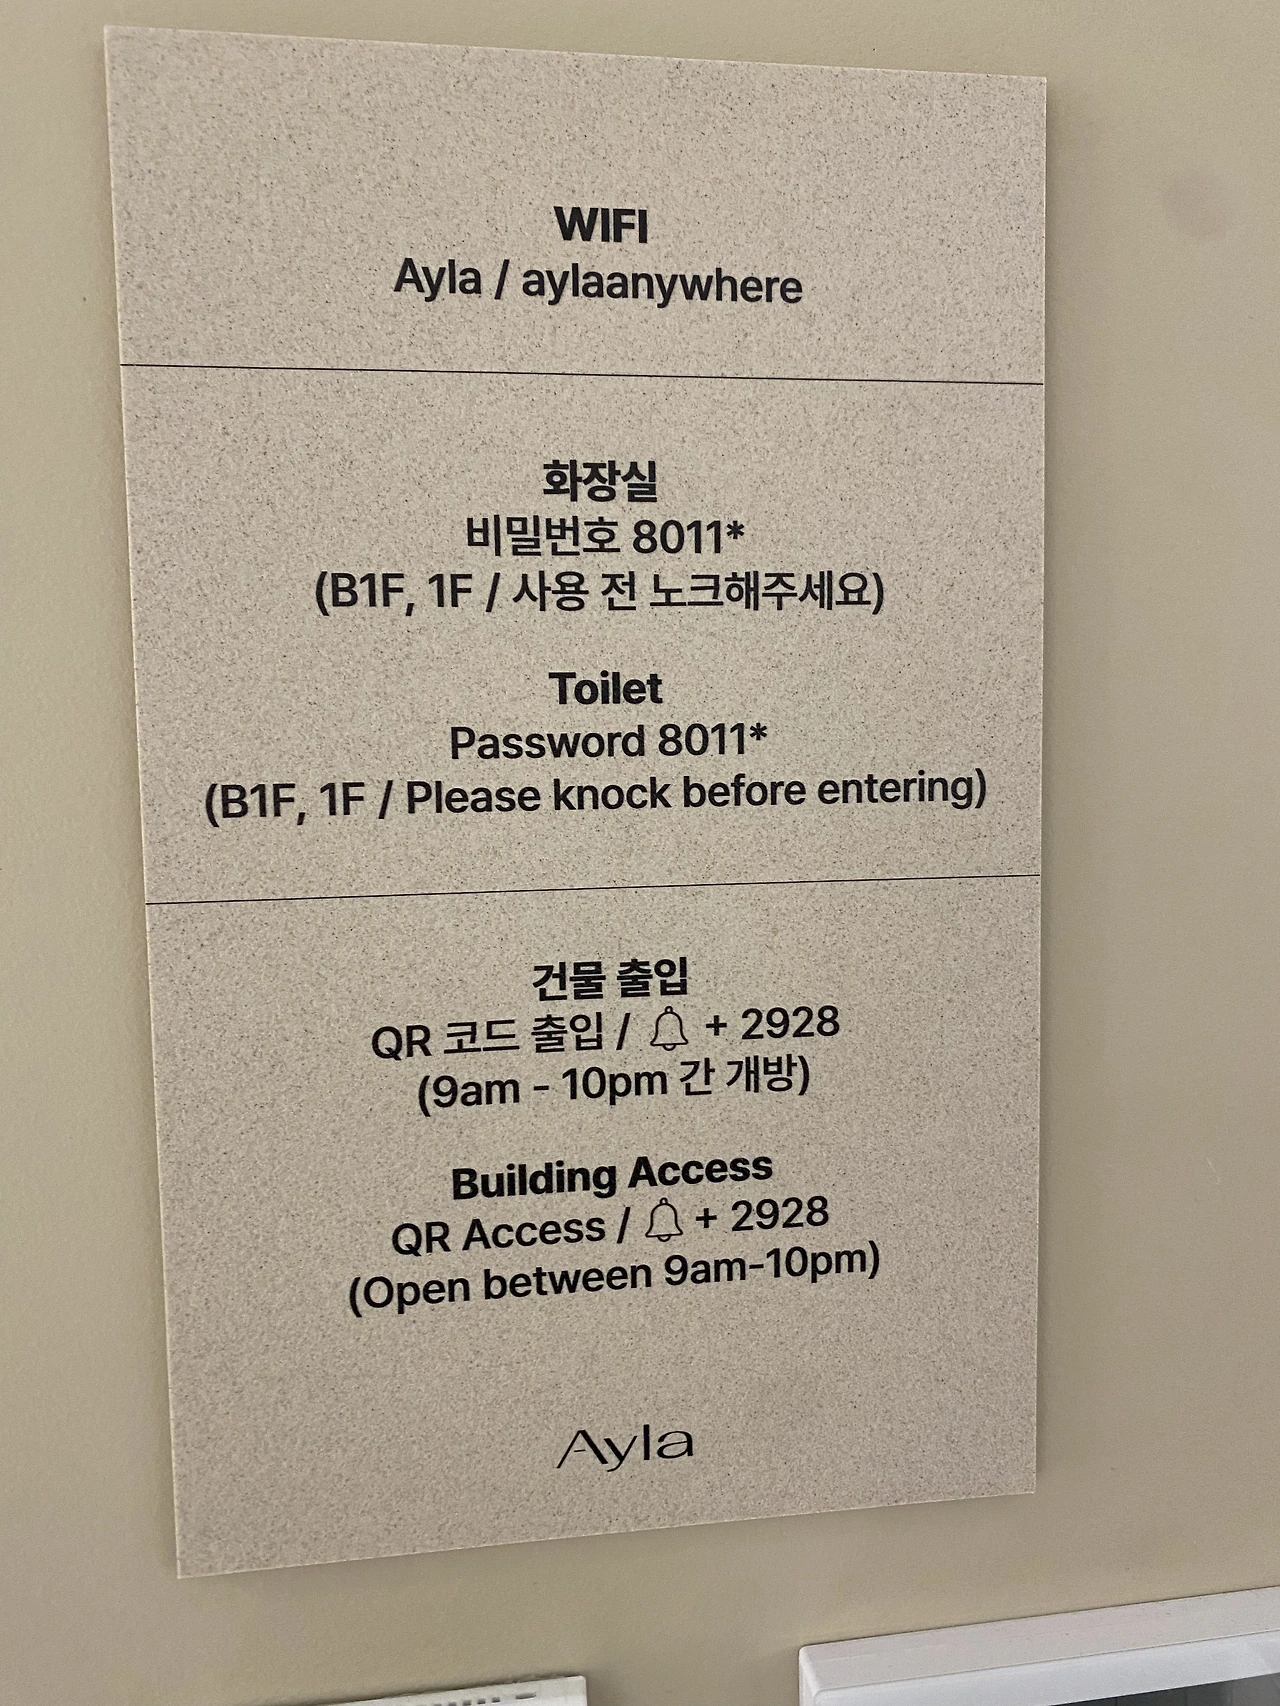 WIFI
Ayla / aylaanywhere
화장실
비밀번호 8011*
(B1F, 1F / 사용 전 노크해주세요)
Toilet
Password 8011*
(B1F, 1F / Please knock before entering)
건물 출입
QR 코드 출입 / + 2928
(9am - 10pm 간 개방)
Building Access
QR Access / + 2928
(Open between 9am-10pm)
Ayla